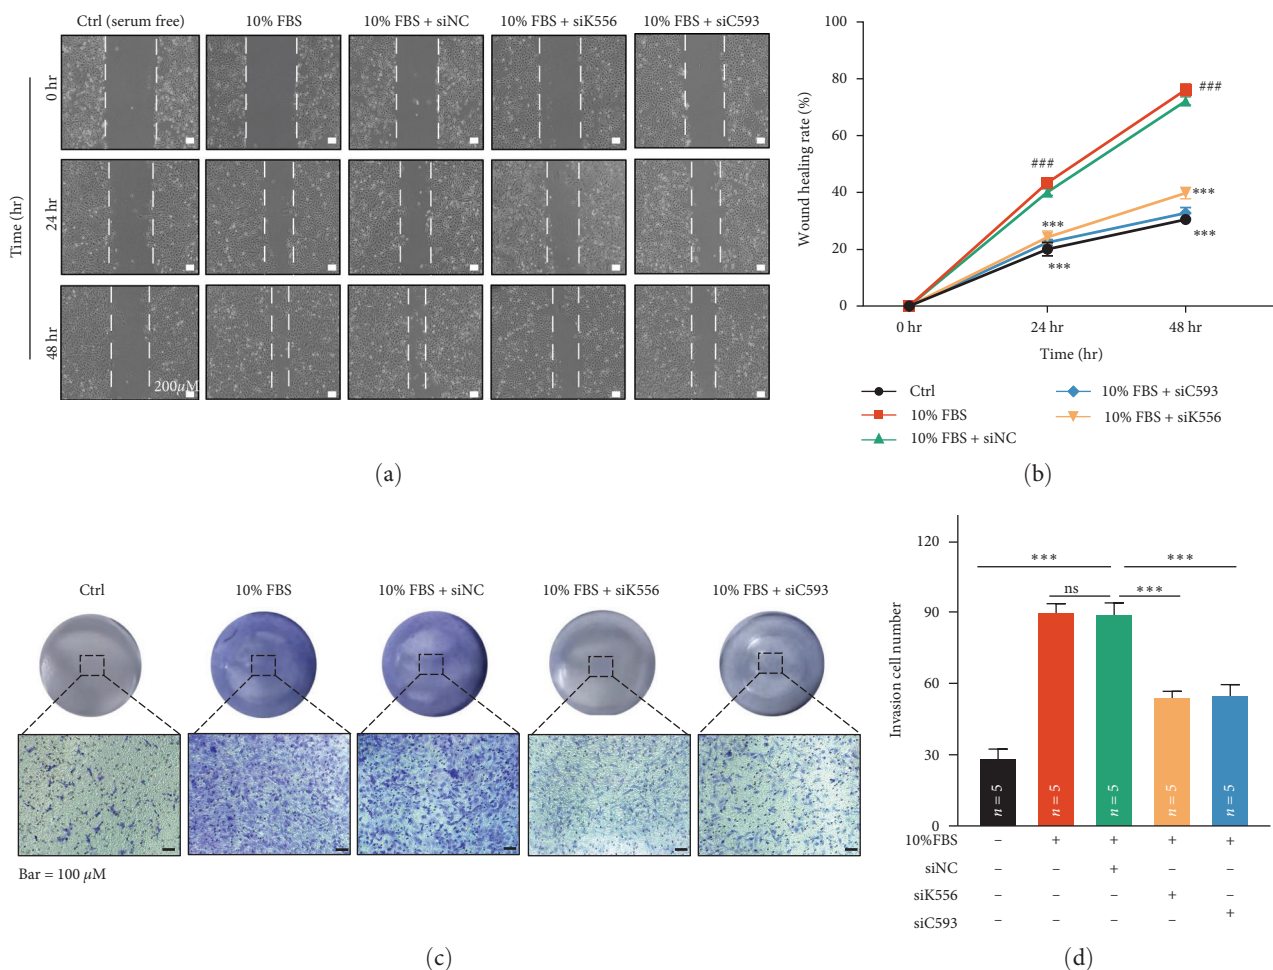 Ctrl (serum free)
10% FBS
10% FBS + siNC
10% FBS + siK556
10% FBS + siC593
Time (hr)
0 hr
24 hr
48 hr
200μM
(a)
Wound healing rate (%)
100
80
60
40
20
0
###
###
***
***
***
***
0 hr
24 hr
48 hr
Time (hr)
Ctrl
10% FBS
10% FBS + siNC
10% FBS + siC593
10% FBS + siK556
(b)
Ctrl
10% FBS
10% FBS + siNC
10% FBS + siK556
10% FBS + siC593
Bar = 100 μM
(c)
Invasion cell number
120
90
60
30
0
***
***
ns
***
n = 5
n = 5
n = 5
n = 5
n = 5
10%FBS – + + + +
siNC – – + – –
siK556 – – – + –
siC593 – – – – +
(d)